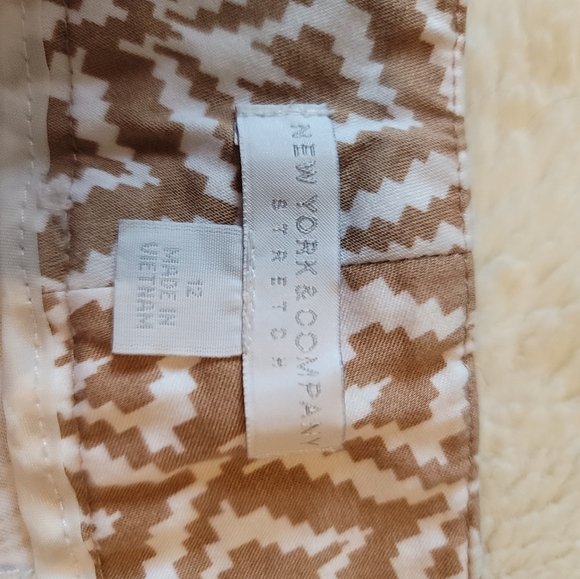 NEW YORK & COMPANY
STRETCH
12
MADE IN
VIETNAM